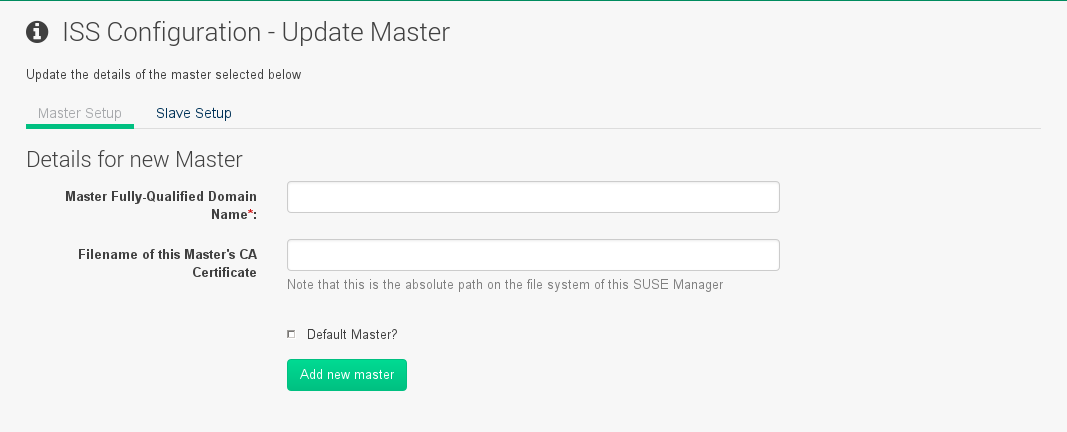 ISS Configuration - Update Master
Update the details of the master selected below
Master Setup
Slave Setup
Details for new Master
Master Fully-Qualified Domain
Name*:
Filename of this Master's CA
Certificate
Note that this is the absolute path on the file system of this SUSE Manager
Default Master?
Add new master